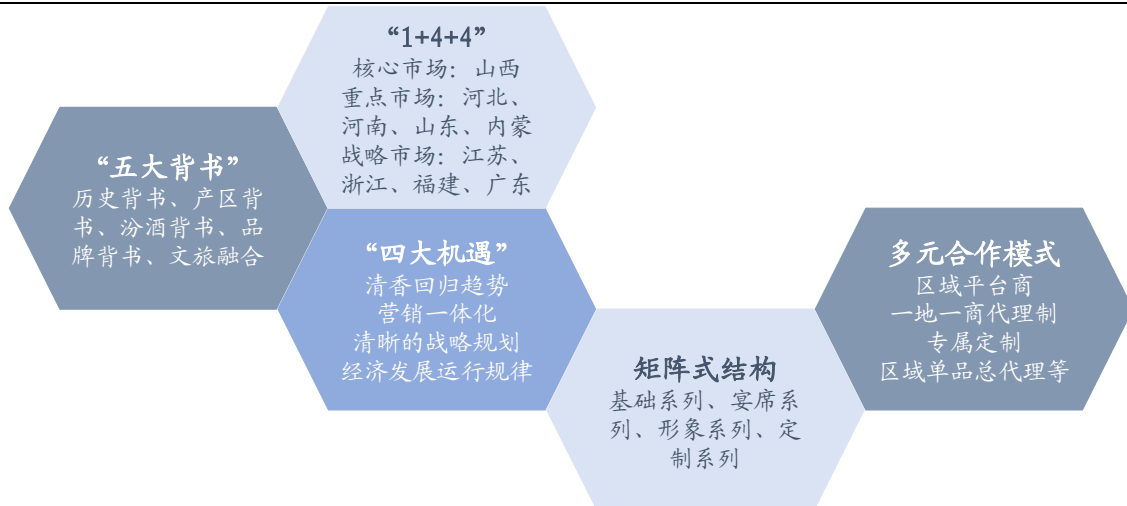 “五大背书”
历史背书、产区背
书、汾酒背书、品
牌背书、文旅融合
“1+4+4”
核心市场：山西
重点市场：河北、
河南、山东、内蒙
战略市场：江苏、
浙江、福建、广东
“四大机遇”
清香回归趋势
营销一体化
清晰的战略规划
经济发展运行规律
矩阵式结构
基础系列、宴席系
列、形象系列、定
制系列
多元合作模式
区域平台商
一地一商代理制
专属定制
区域单品总代理等